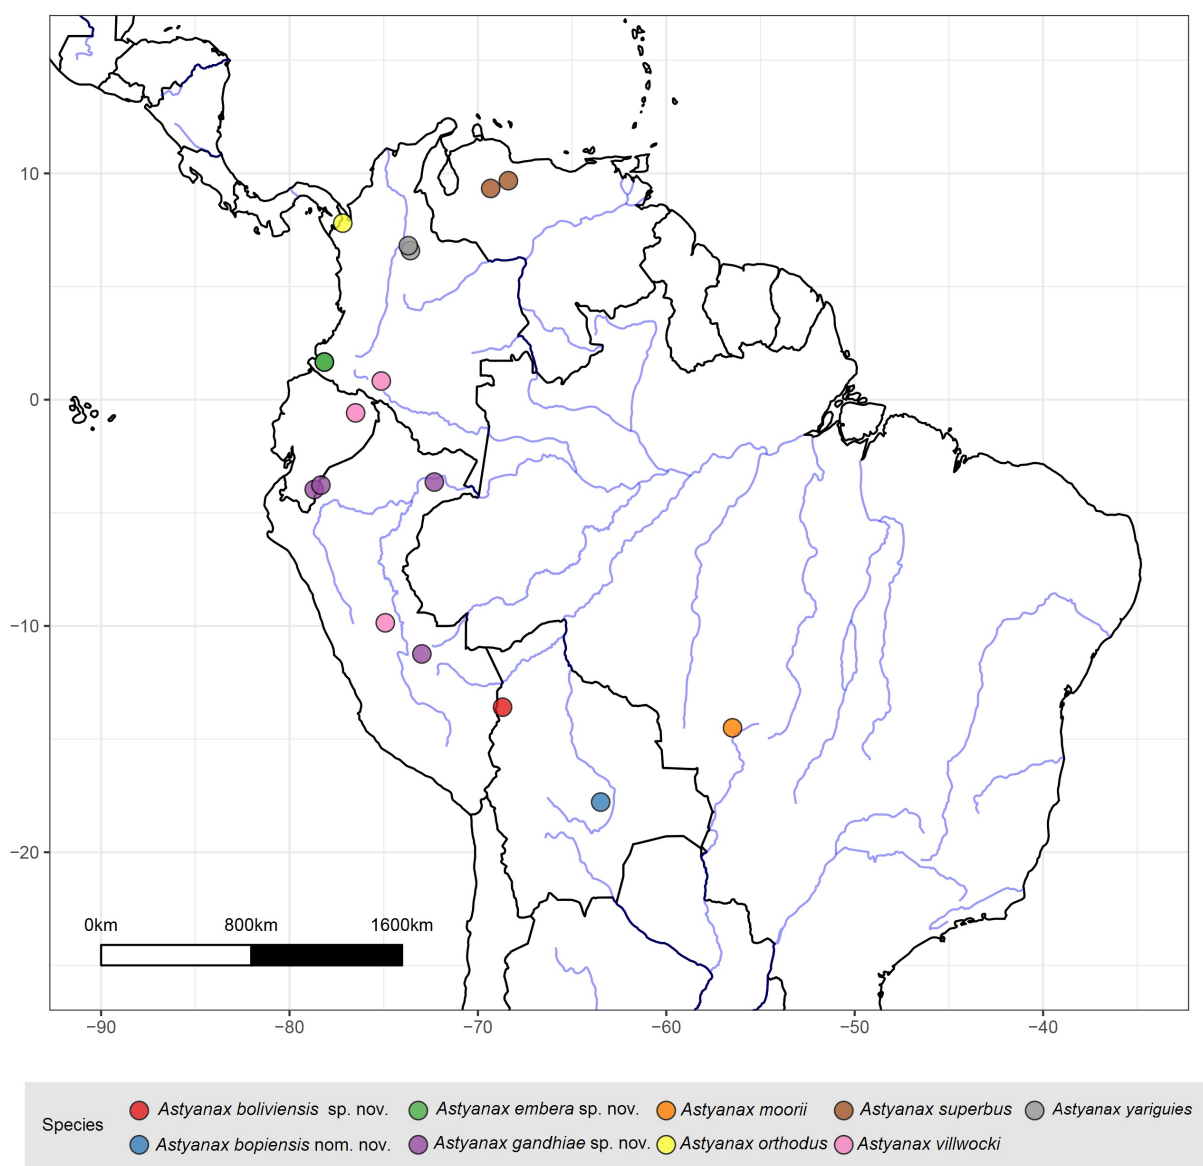 10
0
−10
−20
0km 800km 1600km
−90 −80 −70 −60 −50 −40
Species
Astyanax boliviensis sp. nov. Astyanax embera sp. nov. Astyanax moorii Astyanax superbus Astyanax yariguies
Astyanax bopiensis nom. nov. Astyanax gandhiae sp. nov. Astyanax orthodus Astyanax villwocki